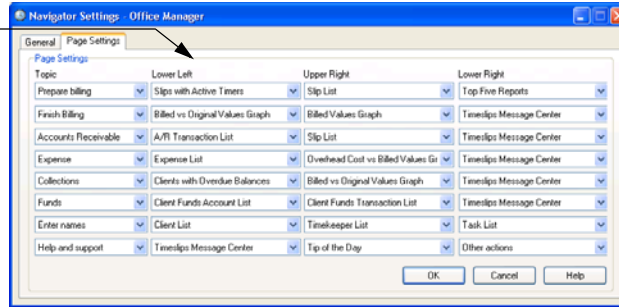 Navigator Settings - Office Manager
General Page Settings
Page Settings
Topic Lower Left Upper Right Lower Right
Prepare billing Slips with Active Timers Slip List Top Five Reports
Finish Billing Billed vs Original Values Graph Billed Values Graph Timeslips Message Center
Accounts Receivable A/R Transaction List Slip List Timeslips Message Center
Expense Expense List Overhead Cost vs Billed Values Gr Timeslips Message Center
Collections Clients with Overdue Balances Billed vs Original Values Graph Timeslips Message Center
Funds Client Funds Account List Client Funds Transaction List Timeslips Message Center
Enter names Client List Timekeeper List Task List
Help and support Timeslips Message Center Tip of the Day Other actions
OK Cancel Help